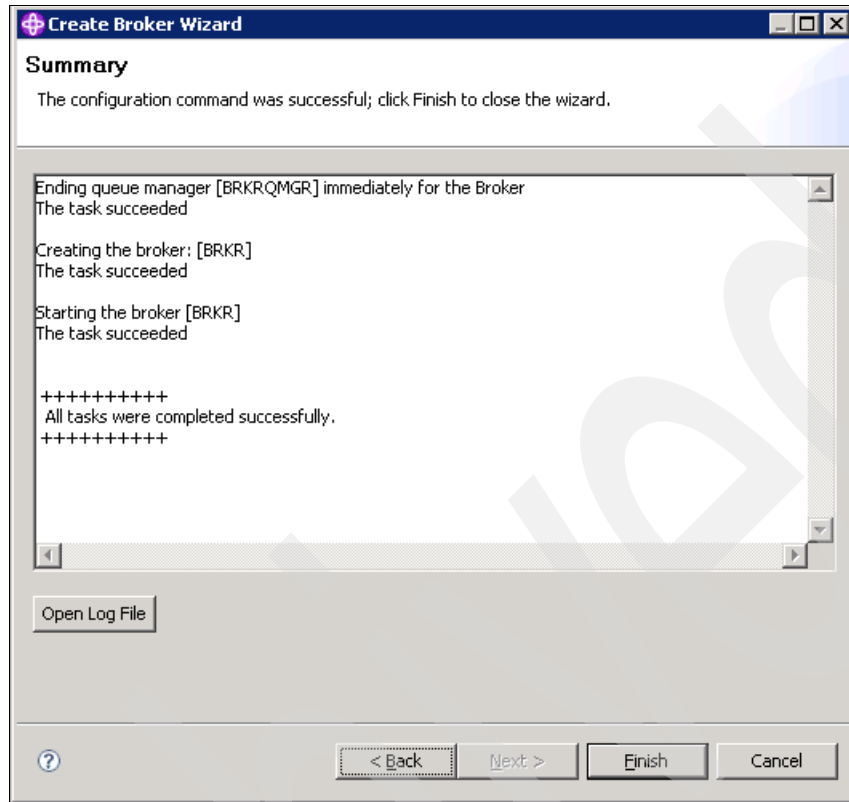 Create Broker Wizard
Summary
The configuration command was successful; click Finish to close the wizard.
Ending queue manager [BRKRQMGR] immediately for the Broker
The task succeeded
Creating the broker: [BRKR]
The task succeeded
Starting the broker [BRKR]
The task succeeded
++++++++++
All tasks were completed successfully.
++++++++++
Open Log File
< Back Next > Finish Cancel